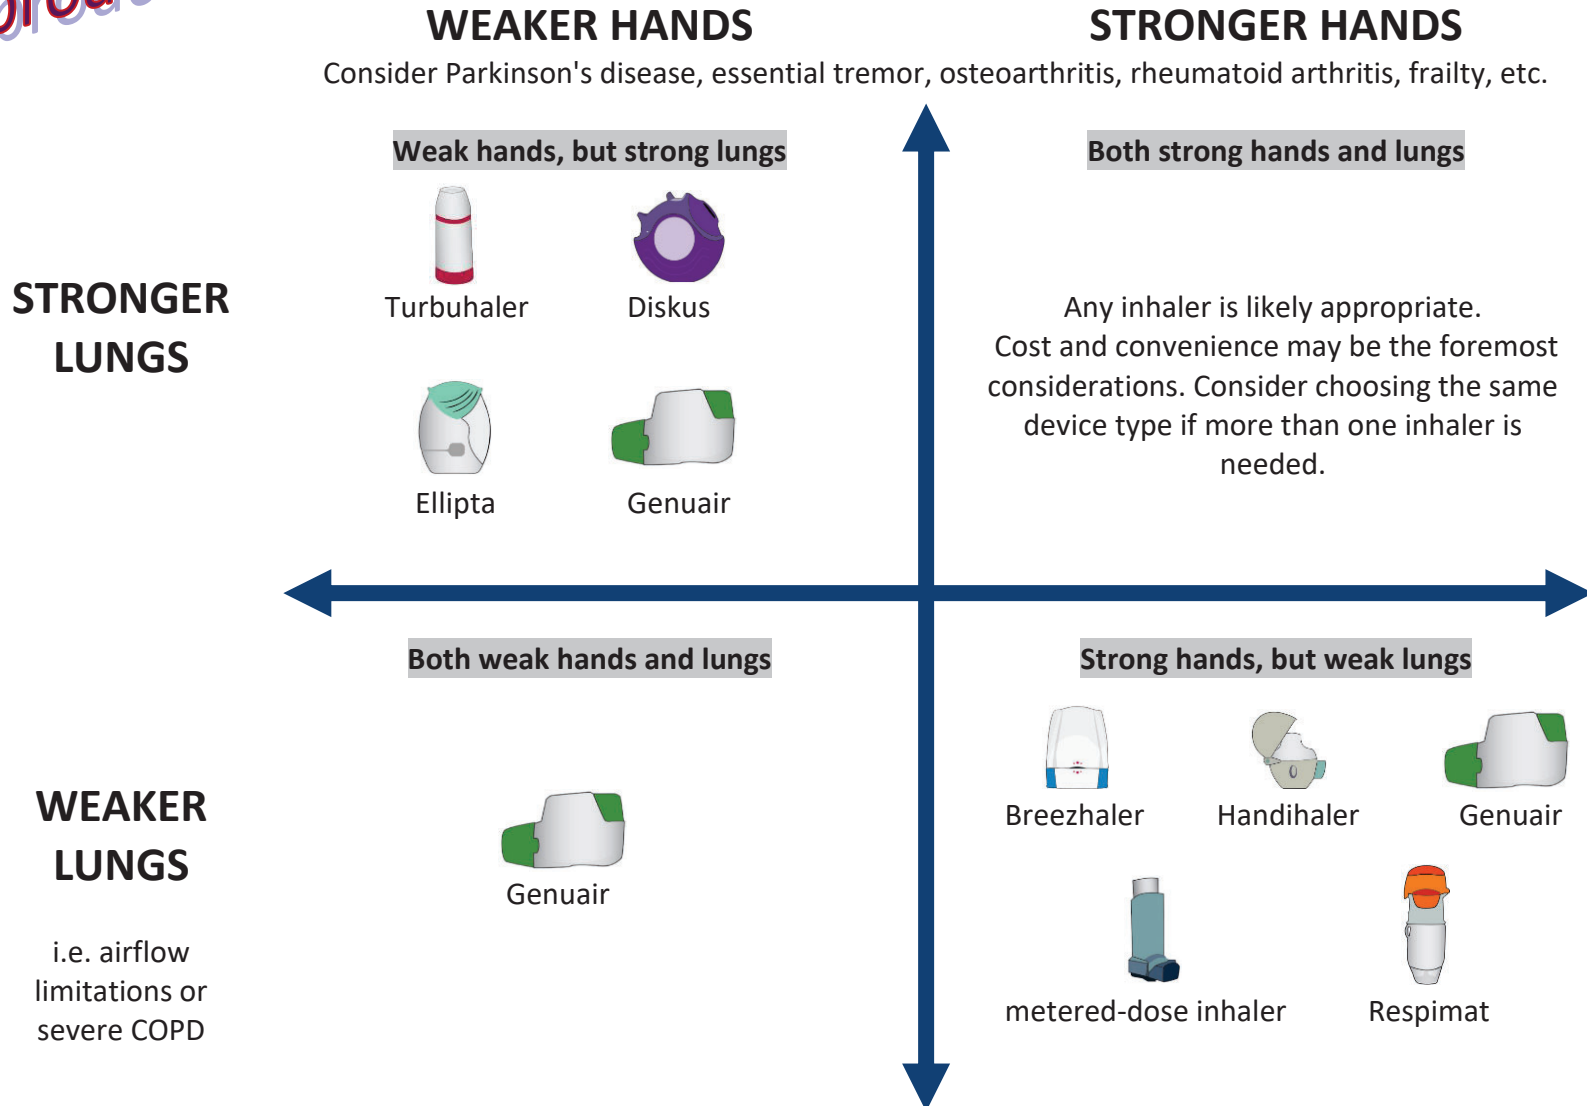 WEAKER HANDS
STRONGER HANDS
Consider Parkinson's disease, essential tremor, osteoarthritis, rheumatoid arthritis, frailty, etc.
Weak hands, but strong lungs
Both strong hands and lungs
STRONGER
LUNGS
Turbuhaler
Diskus
Ellipta
Genuair
Any inhaler is likely appropriate.
Cost and convenience may be the foremost
considerations. Consider choosing the same
device type if more than one inhaler is
needed.
Both weak hands and lungs
Strong hands, but weak lungs
WEAKER
LUNGS
i.e. airflow
limitations or
severe COPD
Genuair
Breezhaler
Handihaler
Genuair
metered-dose inhaler
Respimat